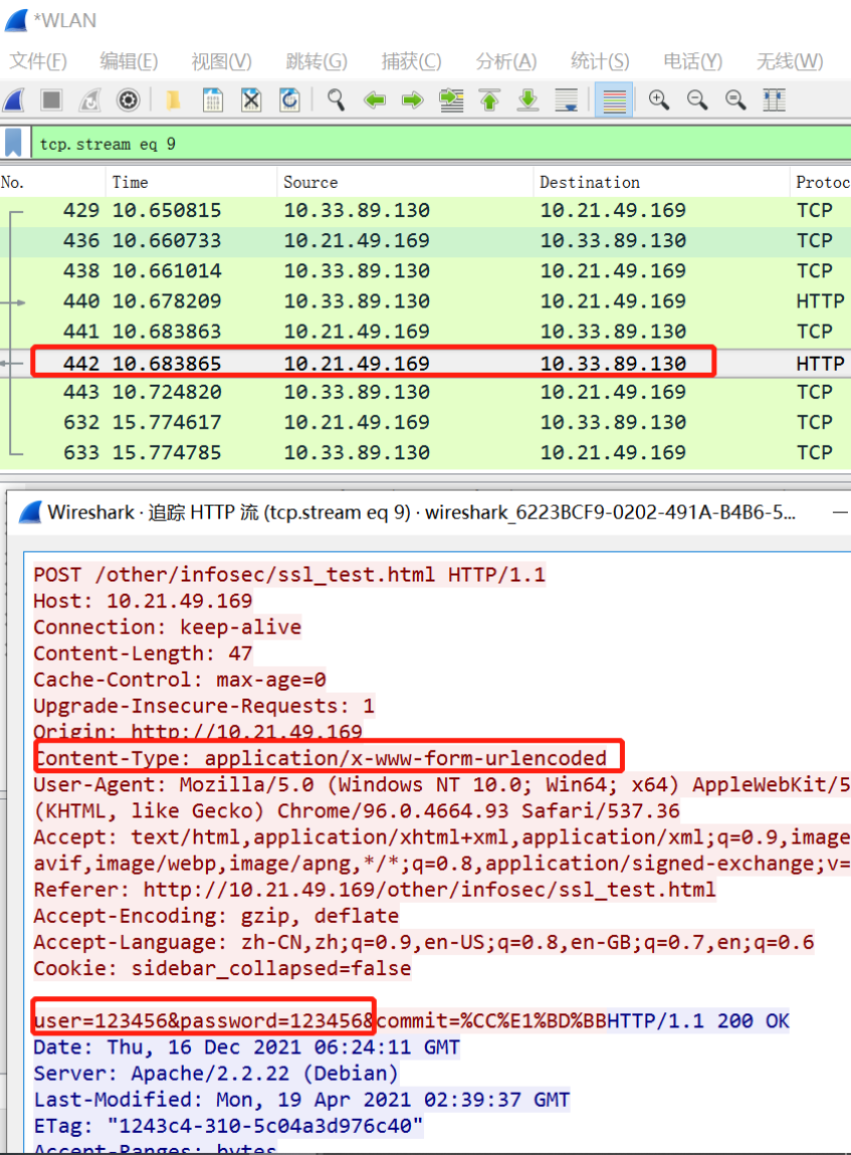 *WLAN
文件(F) 编辑(E) 视图(V) 跳转(G) 捕获(C) 分析(A) 统计(S) 电话(Y) 无线(W)
tcp.stream eq 9
No. Time Source Destination Protoc
429 10.650815 10.33.89.130 10.21.49.169 TCP
436 10.660733 10.21.49.169 10.33.89.130 TCP
438 10.661014 10.33.89.130 10.21.49.169 TCP
440 10.678209 10.33.89.130 10.21.49.169 HTTP
441 10.683863 10.21.49.169 10.33.89.130 TCP
442 10.683865 10.21.49.169 10.33.89.130 HTTP
443 10.724820 10.33.89.130 10.21.49.169 TCP
632 15.774617 10.21.49.169 10.33.89.130 TCP
633 15.774785 10.33.89.130 10.21.49.169 TCP
Wireshark · 追踪 HTTP 流 (tcp.stream eq 9) · wireshark_6223BCF9-0202-491A-B4B6-5...
POST /other/infosec/ssl_test.html HTTP/1.1
Host: 10.21.49.169
Connection: keep-alive
Content-Length: 47
Cache-Control: max-age=0
Upgrade-Insecure-Requests: 1
Origin: http://10.21.49.169
Content-Type: application/x-www-form-urlencoded
User-Agent: Mozilla/5.0 (Windows NT 10.0; Win64; x64) AppleWebKit/5
(KHTML, like Gecko) Chrome/96.0.4664.93 Safari/537.36
Accept: text/html,application/xhtml+xml,application/xml;q=0.9,image
avif,image/webp,image/apng,*/*;q=0.8,application/signed-exchange;v=
Referer: http://10.21.49.169/other/infosec/ssl_test.html
Accept-Encoding: gzip, deflate
Accept-Language: zh-CN,zh;q=0.9,en-US;q=0.8,en-GB;q=0.7,en;q=0.6
Cookie: sidebar_collapsed=false
user=123456&password=123456&commit=%CC%E1%BD%BBHTTP/1.1 200 OK
Date: Thu, 16 Dec 2021 06:24:11 GMT
Server: Apache/2.2.22 (Debian)
Last-Modified: Mon, 19 Apr 2021 02:39:37 GMT
ETag: "1243c4-310-5c04a3d976c40"
Accept-Ranges: bytes